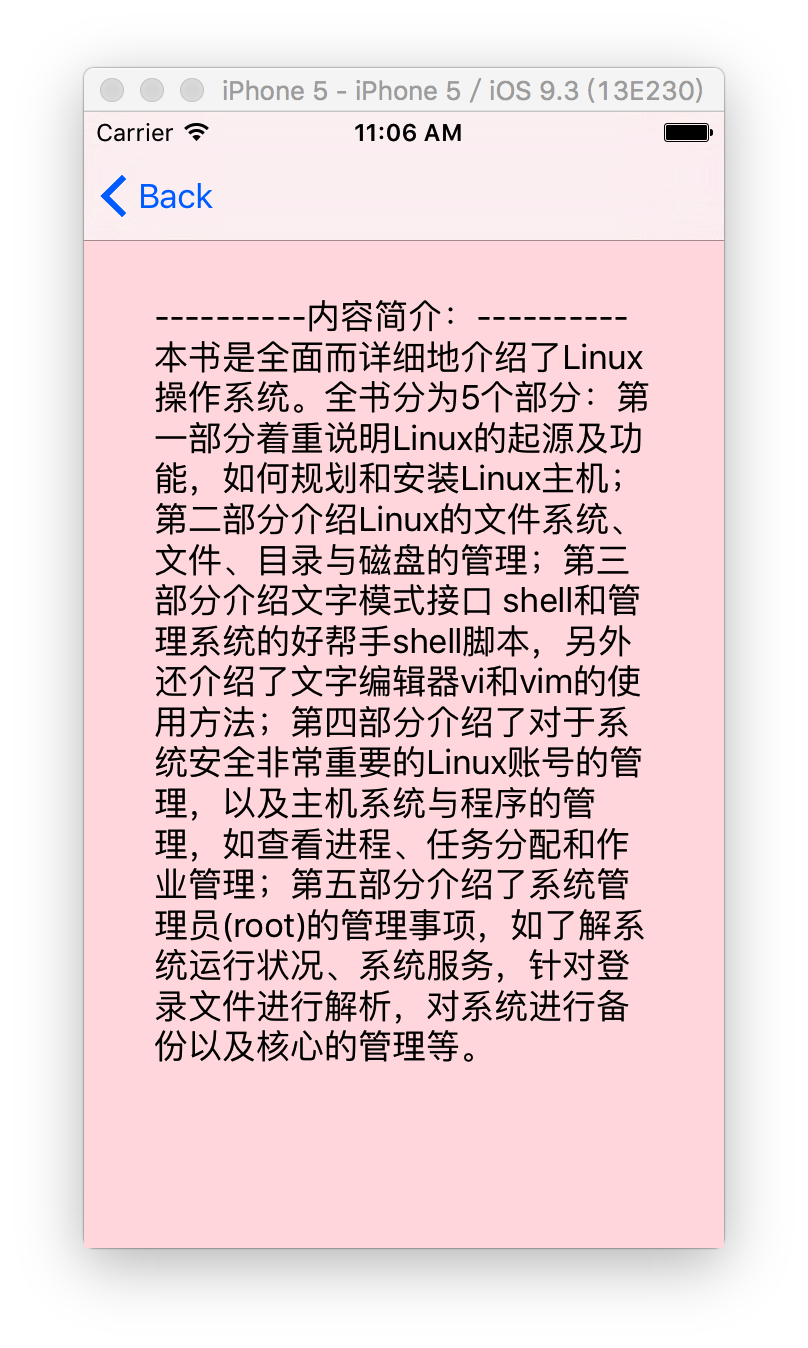 iPhone 5 - iPhone 5 / iOS 9.3 (13E230)
Carrier 11:06 AM
Back
----------内容简介：----------
本书是全面而详细地介绍了Linux
操作系统。全书分为5个部分：第
一部分着重说明Linux的起源及功
能，如何规划和安装Linux主机；
第二部分介绍Linux的文件系统、
文件、目录与磁盘的管理；第三
部分介绍文字模式接口 shell和管
理系统的好帮手shell脚本，另外
还介绍了文字编辑器vi和vim的使
用方法；第四部分介绍了对于系
统安全非常重要的Linux账号的管
理，以及主机系统与程序的管
理，如查看进程、任务分配和作
业管理；第五部分介绍了系统管
理员(root)的管理事项，如了解系
统运行状况、系统服务，针对登
录文件进行解析，对系统进行备
份以及核心的管理等。